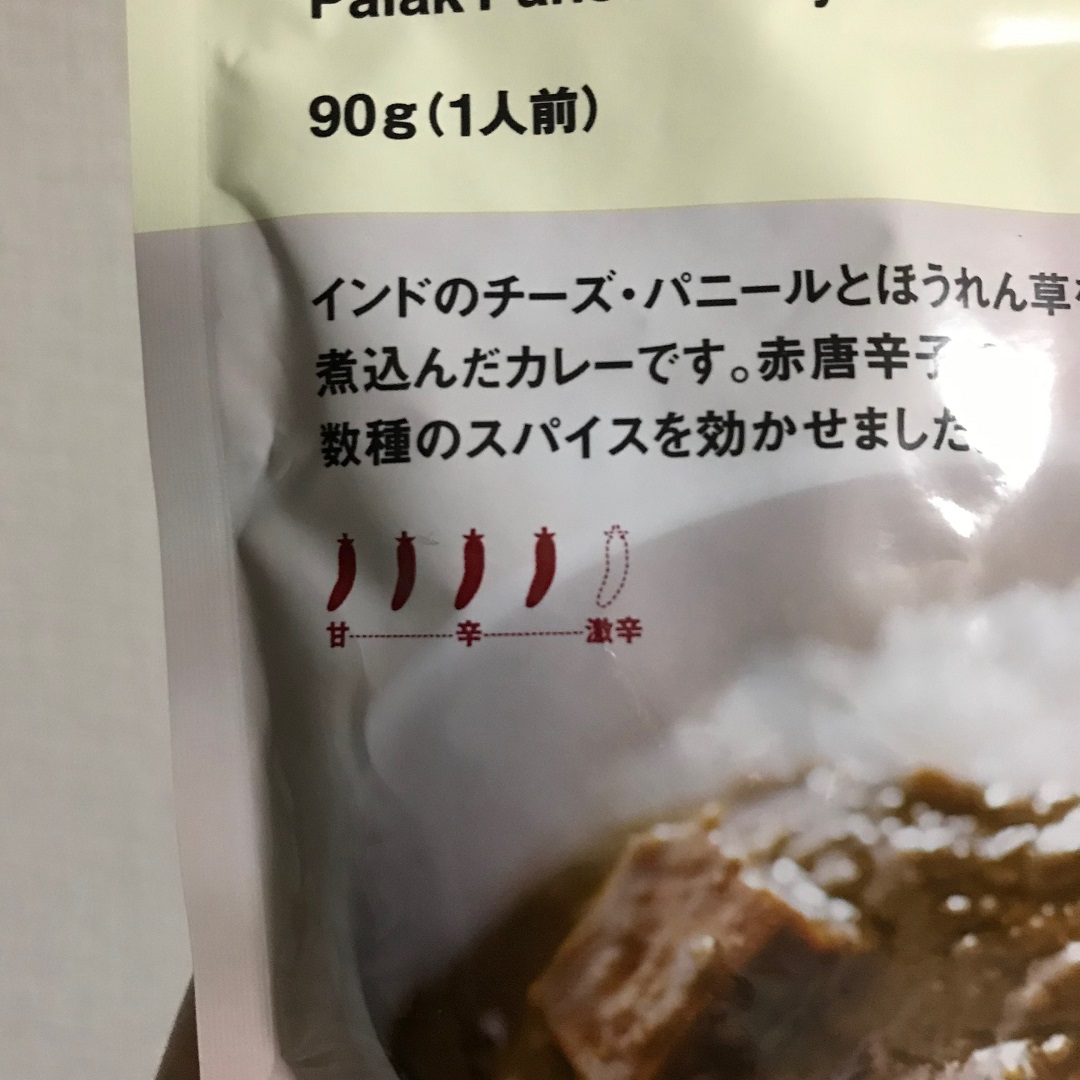 Palak
90g(1人前)
インドのチーズ・パニールとほうれん草
煮込んだカレーです。赤唐辛子
数種のスパイスを効かせました
甘 辛 激辛